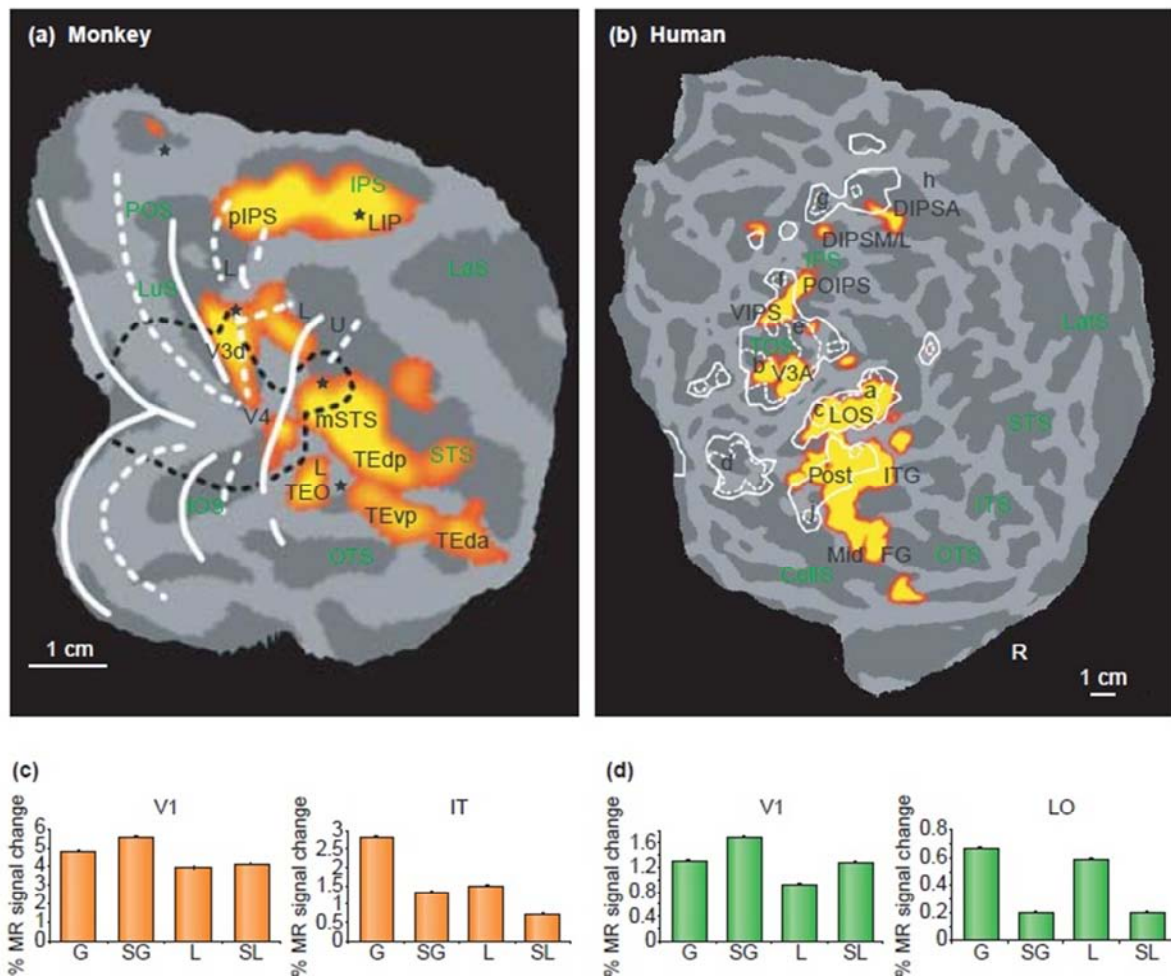 (a) Monkey
IPS
pIPS
LIP
POS
LaS
L
LuS
L
U
V3d
V4
mSTS
STS
L
TEdp
TEO
IOS
TEvp
TEda
OTS
1 cm
(b) Human
h
g
DIPSA
DIPSM/L
IPS
f
POIPS
VIPS
e
TOS
LatS
b
V3A
a
c
LOS
STS
d
Post
ITG
ITS
Mid
FG
OTS
CollS
R
1 cm
(c)
V1
% MR signal change
6
5
4
3
2
1
0
G SG L SL
IT
% MR signal change
3
2.5
2
1.5
1
0.5
0
G SG L SL
(d)
V1
% MR signal change
1.6
1.2
0.8
0.4
0
G SG L SL
LO
% MR signal change
0.8
0.6
0.4
0.2
0
G SG L SL